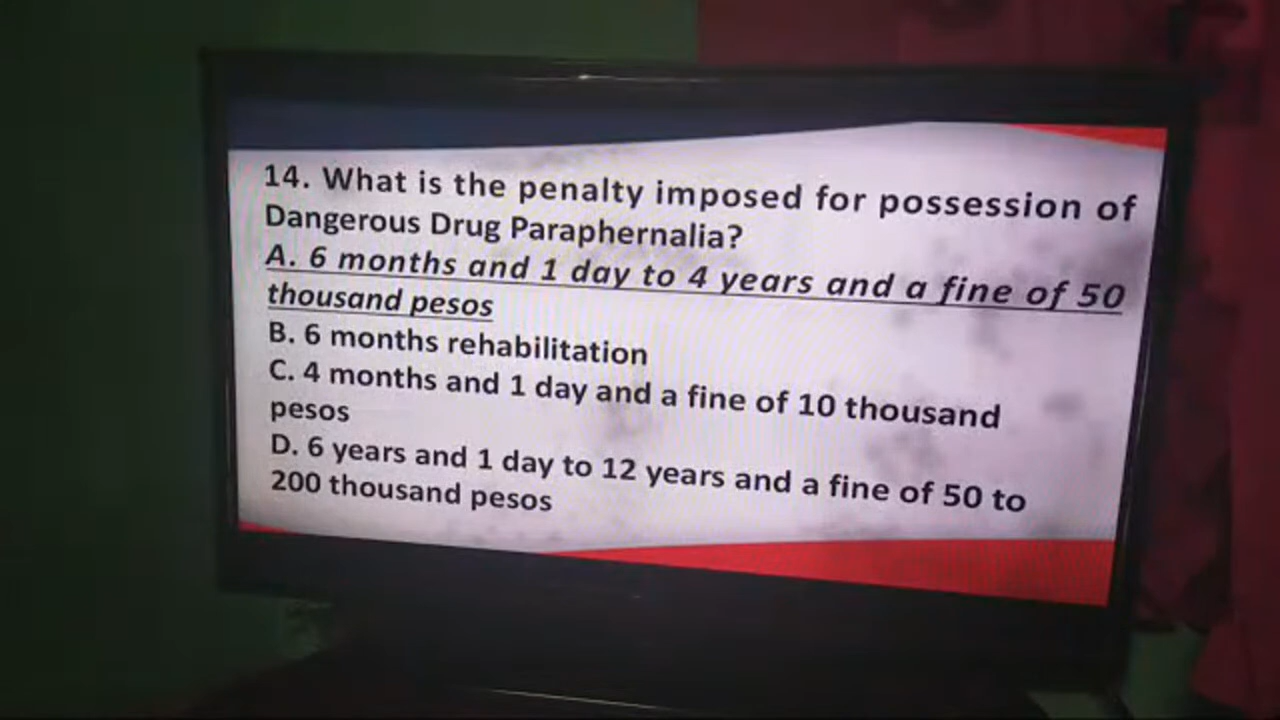 14. What is the penalty imposed for possession of
Dangerous Drug Paraphernalia?
A. 6 months and 1 day to 4 years and a fine of 50
thousand pesos
B. 6 months rehabilitation
C. 4 months and 1 day and a fine of 10 thousand
pesos
D. 6 years and 1 day to 12 years and a fine of 50 to
200 thousand pesos